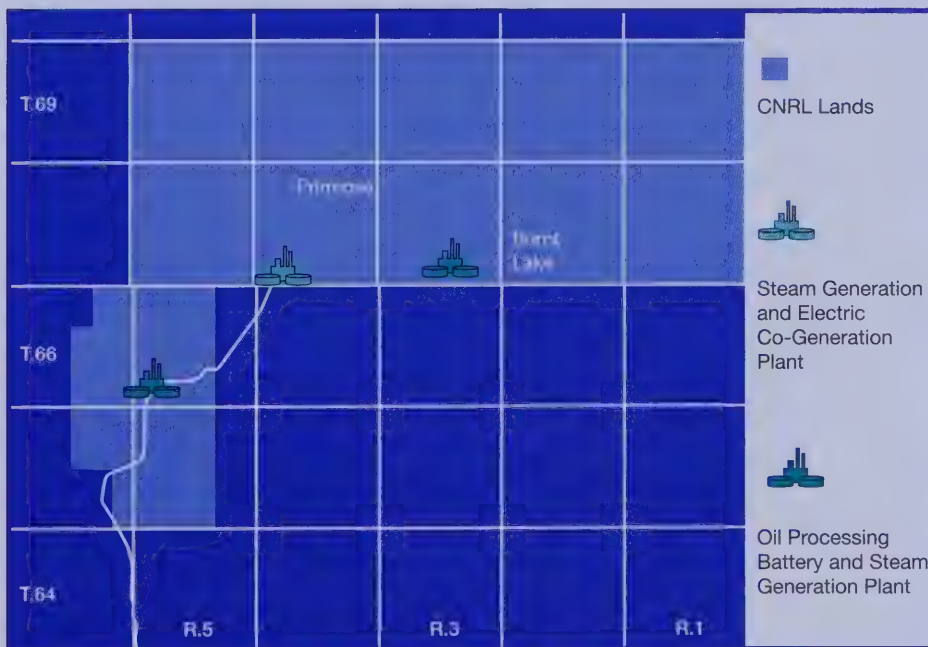 T.69
Primrose
Burnt
Lake
T.66
T.64
R.5
R.3
R.1
CNRL Lands
Steam Generation
and Electric
Co-Generation
Plant
Oil Processing
Battery and Steam
Generation Plant